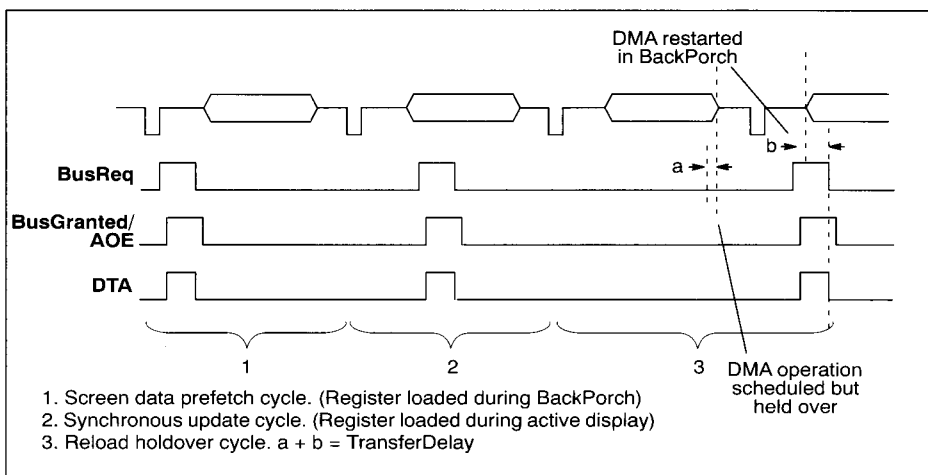 DMA restarted
in BackPorch
b
a
BusReq
BusGranted/
AOE
DTA
1
2
3
DMA operation
scheduled but
held over
1. Screen data prefetch cycle. (Register loaded during BackPorch)
2. Synchronous update cycle. (Register loaded during active display)
3. Reload holdover cycle. a + b = TransferDelay